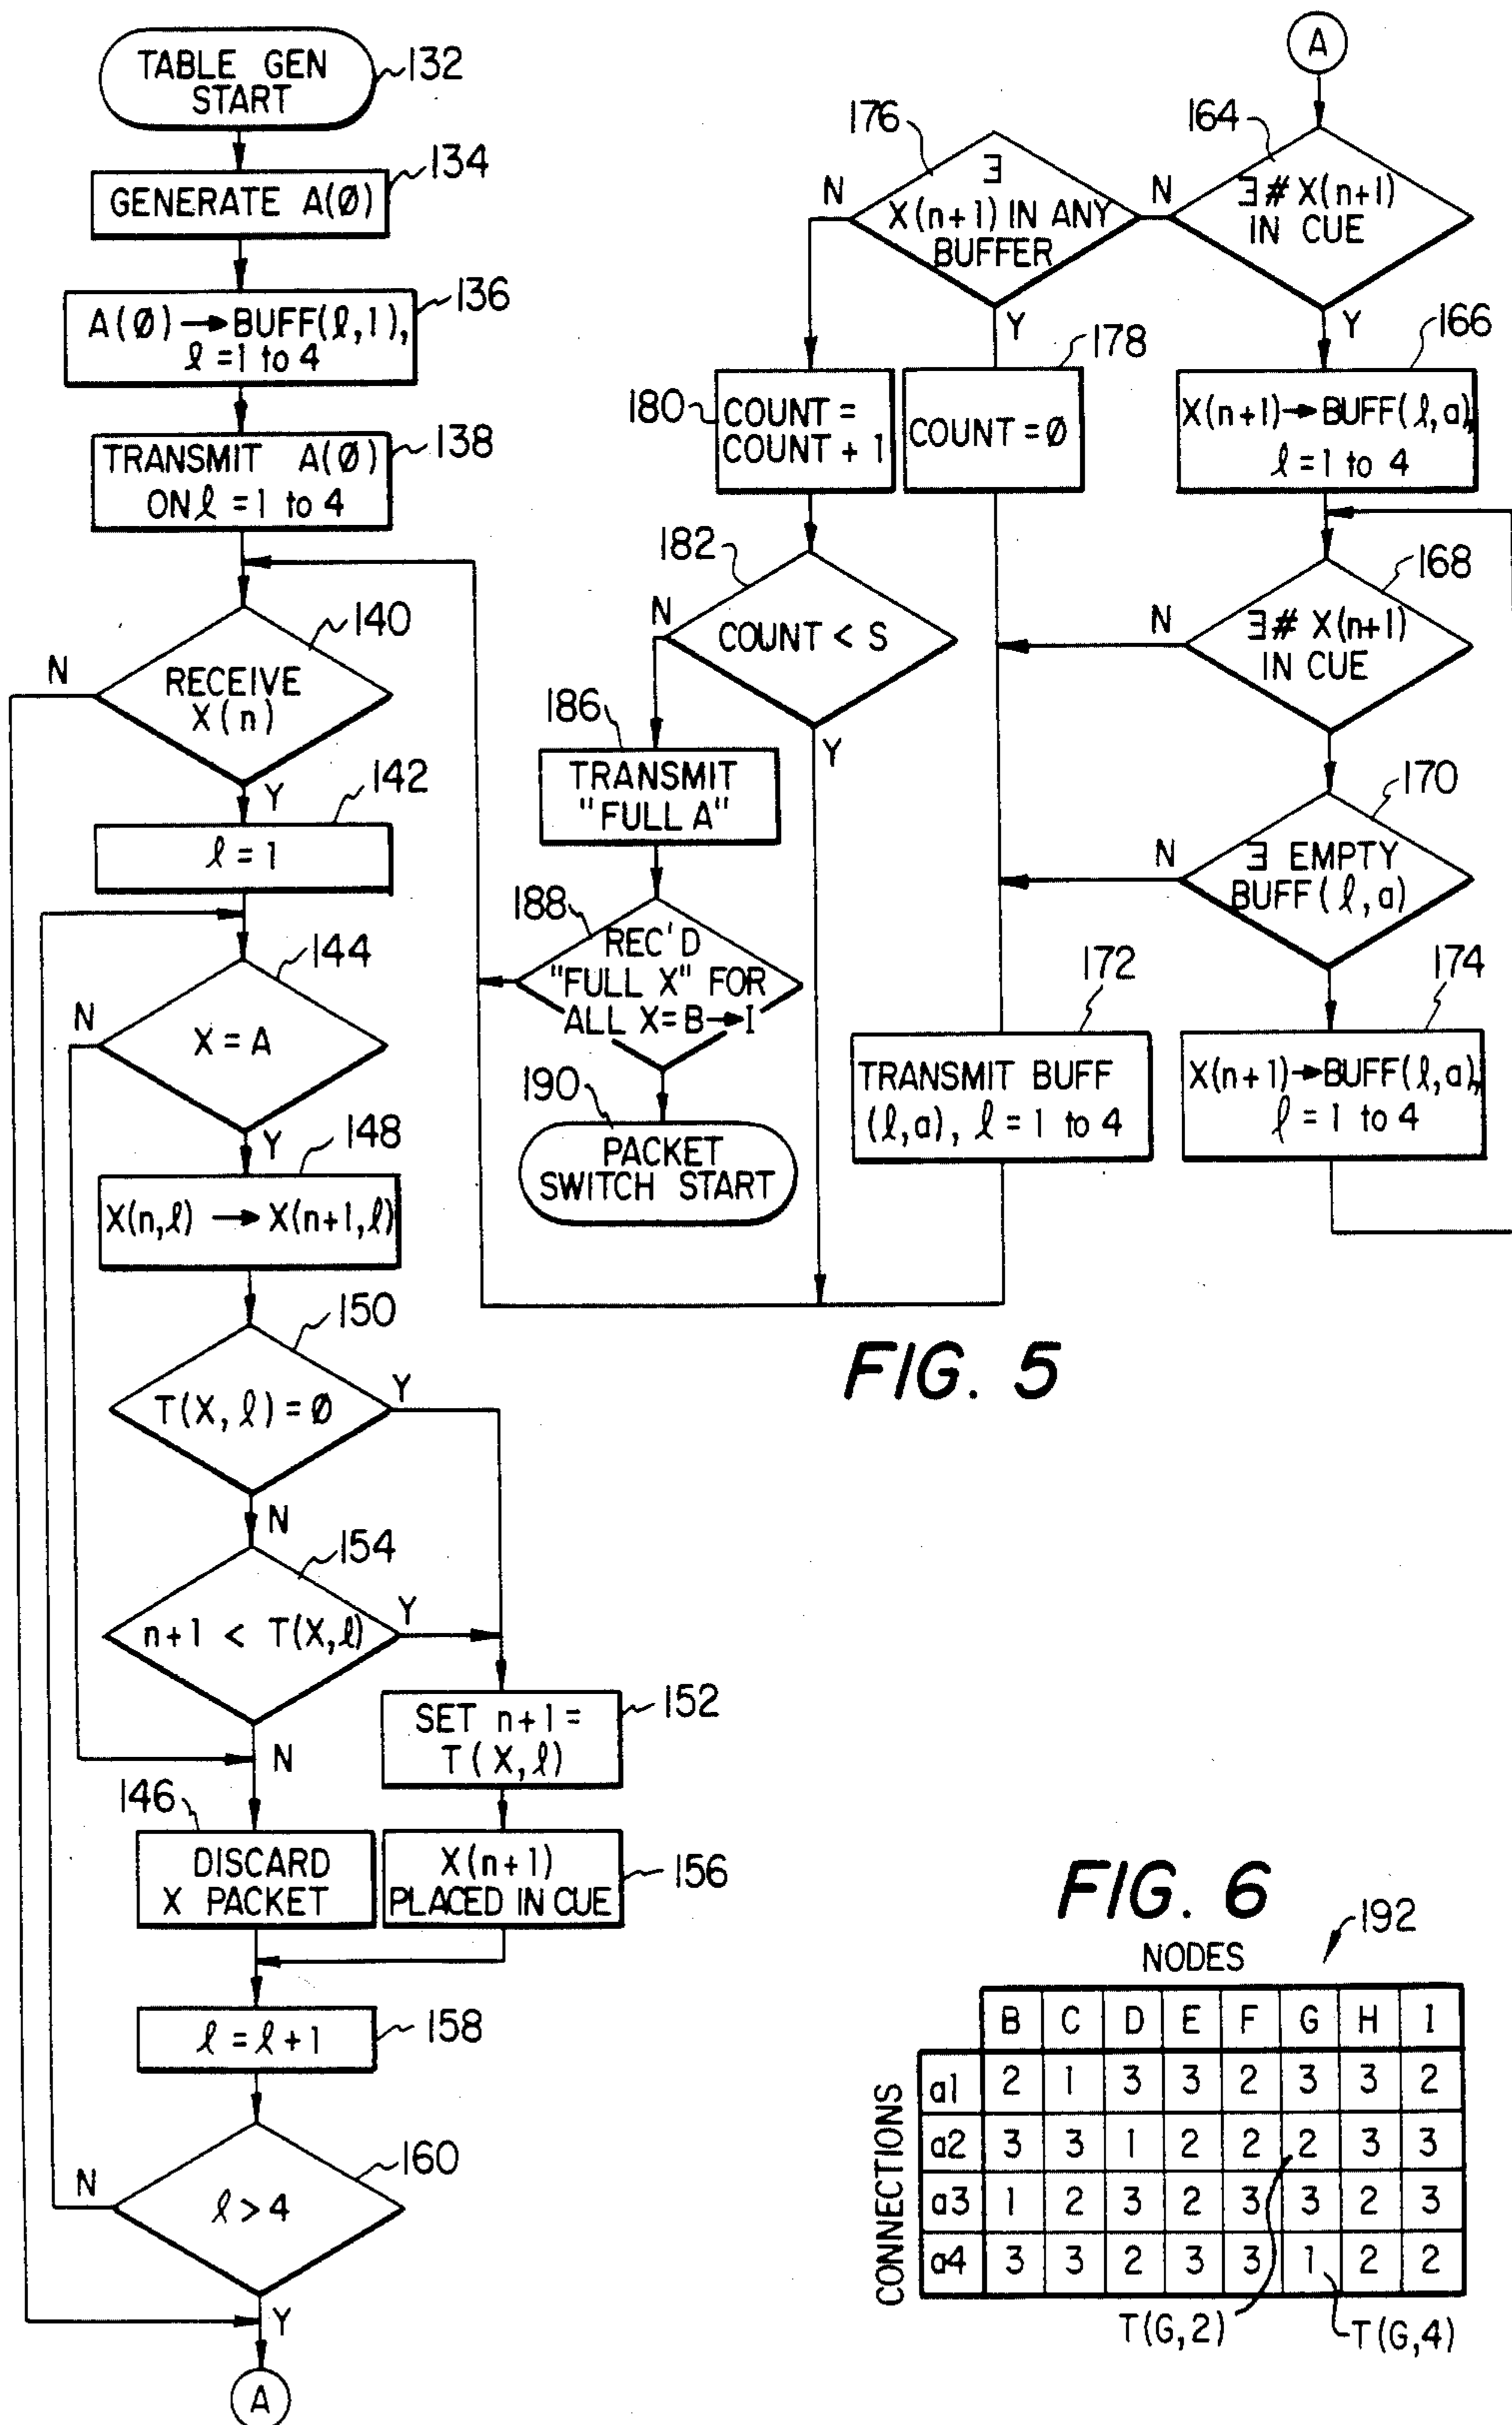 TABLE GEN
START
132
GENERATE A(Ø)
134
A(Ø) → BUFF(ℓ,1),
ℓ = 1 to 4
136
TRANSMIT A(Ø)
ON ℓ = 1 to 4
138
RECEIVE
X(n)
140
N
Y
ℓ = 1
142
X = A
144
N
Y
X(n,ℓ) → X(n+1,ℓ)
148
T(X,ℓ) = Ø
150
Y
N
n+1 < T(X,ℓ)
154
Y
N
SET n+1 =
T(X,ℓ)
152
146
DISCARD
X PACKET
X(n+1)
PLACED IN CUE
156
ℓ = ℓ+1
158
ℓ > 4
160
N
Y
A
A
164
∃# X(n+1)
IN CUE
N
Y
176
∃
X(n+1) IN ANY
BUFFER
N
Y
166
X(n+1) → BUFF(ℓ,a),
ℓ = 1 to 4
178
COUNT = Ø
180
COUNT =
COUNT + 1
168
∃# X(n+1)
IN CUE
N
182
COUNT < S
N
Y
170
∃ EMPTY
BUFF(ℓ,a)
N
186
TRANSMIT
"FULL A"
188
REC'D
"FULL X" FOR
ALL X=B→I
172
TRANSMIT BUFF
(ℓ,a), ℓ = 1 to 4
174
X(n+1) → BUFF(ℓ,a),
ℓ = 1 to 4
190
PACKET
SWITCH START
FIG. 5
FIG. 6
192
NODES
CONNECTIONS
B C D E F G H I
a1 2 1 3 3 2 3 3 2
a2 3 3 1 2 2 2 3 3
a3 1 2 3 2 3 3 2 3
a4 3 3 2 3 3 1 2 2
T(G,2)
T(G,4)